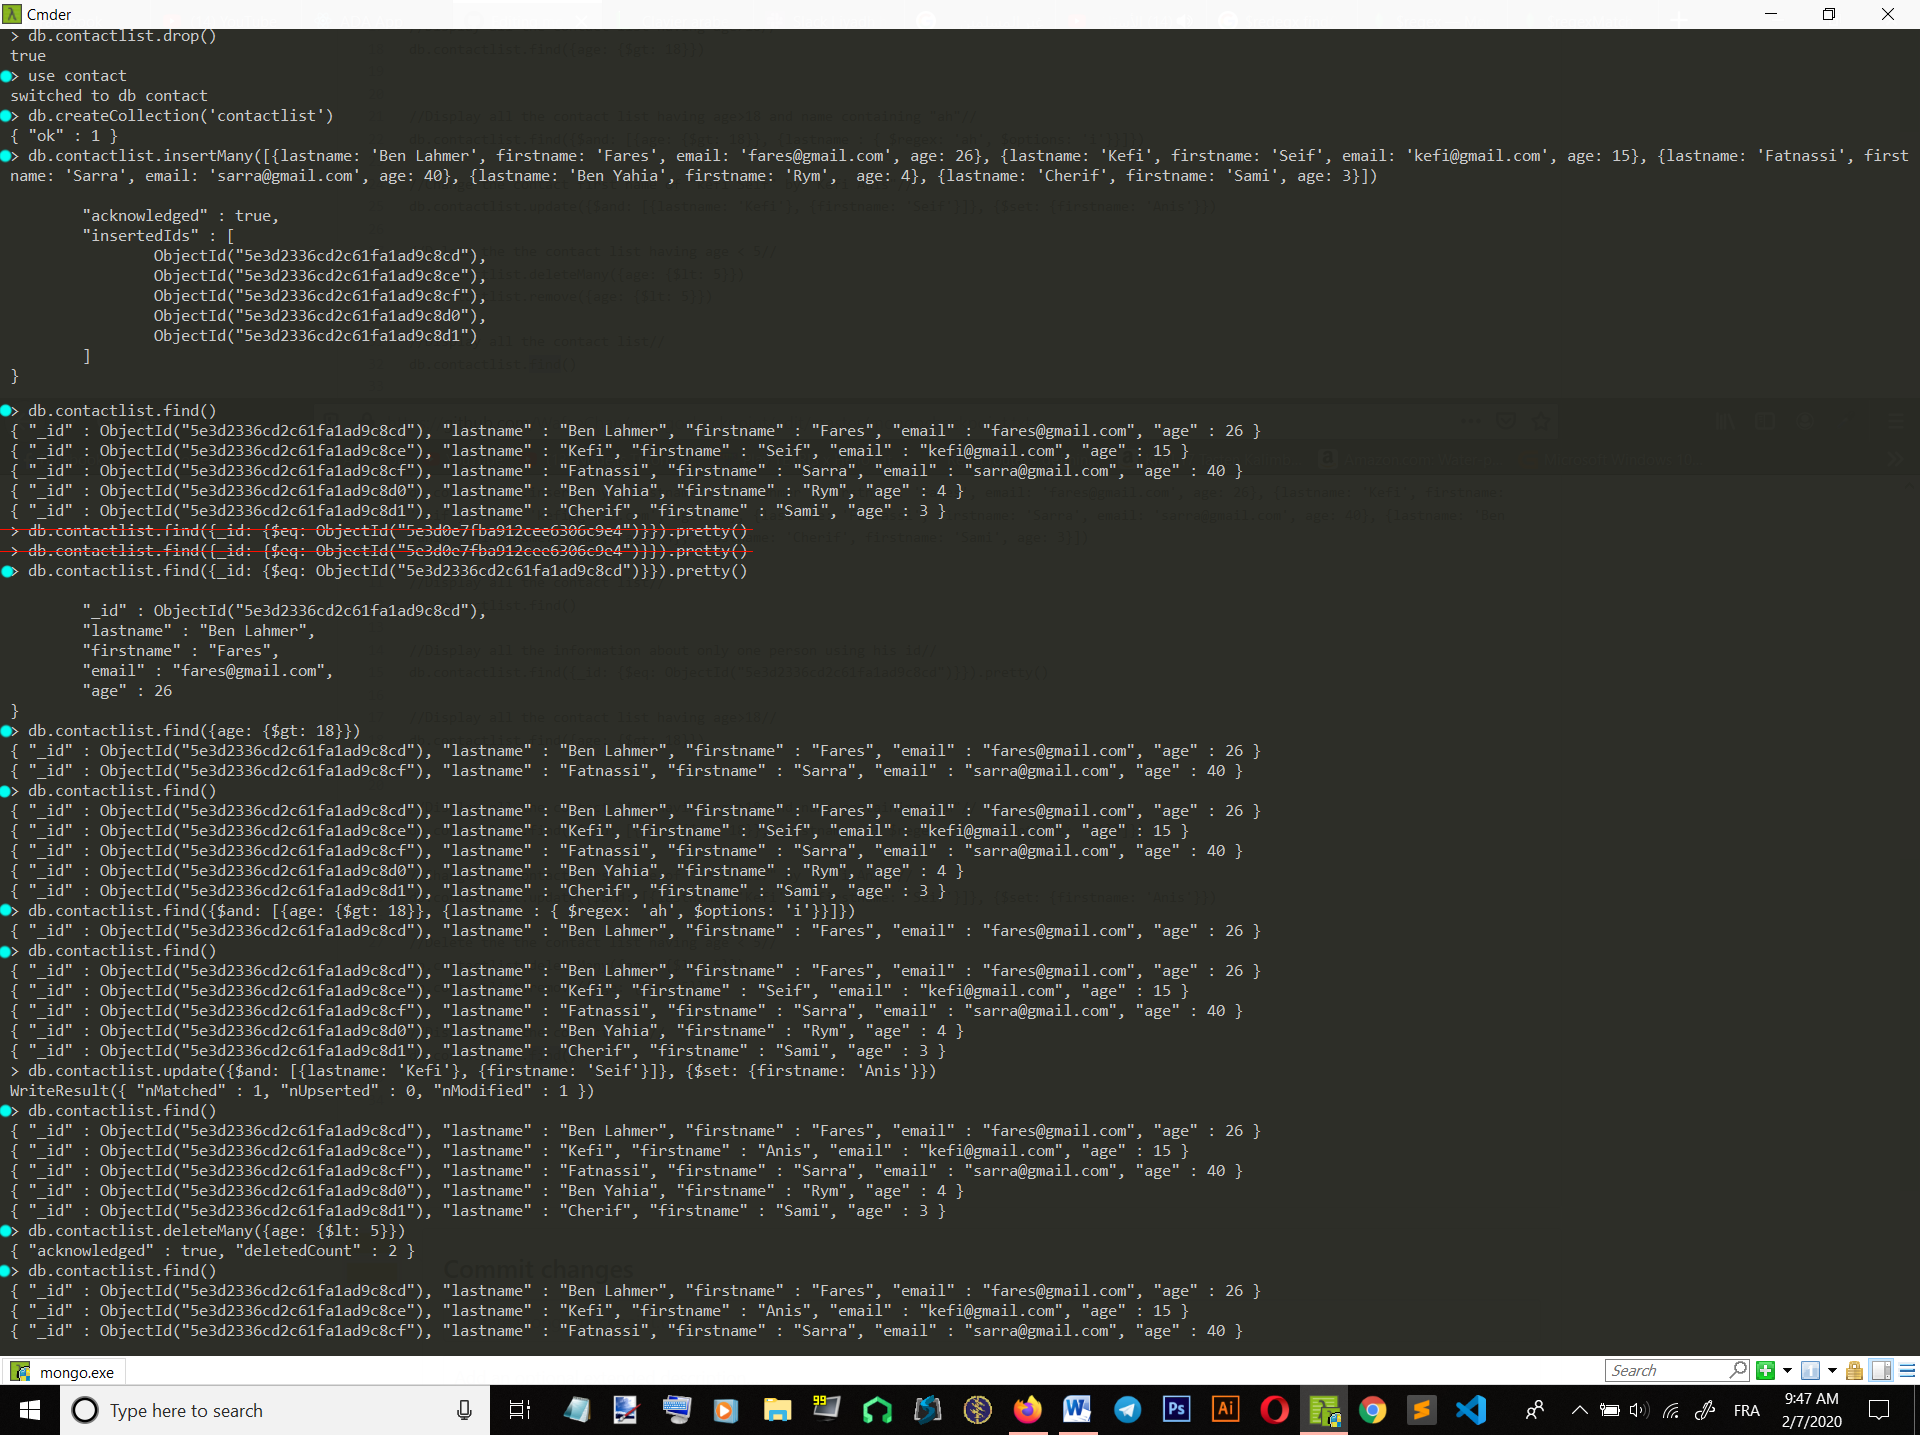 Cmder
> db.contactlist.drop()
true
> use contact
switched to db contact
> db.createCollection('contactlist')
{ "ok" : 1 }
> db.contactlist.insertMany([{lastname: 'Ben Lahmer', firstname: 'Fares', email: 'fares@gmail.com', age: 26}, {lastname: 'Kefi', firstname: 'Seif', email: 'kefi@gmail.com', age: 15}, {lastname: 'Fatnassi', first
name: 'Sarra', email: 'sarra@gmail.com', age: 40}, {lastname: 'Ben Yahia', firstname: 'Rym',  age: 4}, {lastname: 'Cherif', firstname: 'Sami', age: 3}])
"acknowledged" : true,
"insertedIds" : [
ObjectId("5e3d2336cd2c61fa1ad9c8cd"),
ObjectId("5e3d2336cd2c61fa1ad9c8ce"),
ObjectId("5e3d2336cd2c61fa1ad9c8cf"),
ObjectId("5e3d2336cd2c61fa1ad9c8d0"),
ObjectId("5e3d2336cd2c61fa1ad9c8d1")
]
}
> db.contactlist.find()
{ "_id" : ObjectId("5e3d2336cd2c61fa1ad9c8cd"), "lastname" : "Ben Lahmer", "firstname" : "Fares", "email" : "fares@gmail.com", "age" : 26 }
{ "_id" : ObjectId("5e3d2336cd2c61fa1ad9c8ce"), "lastname" : "Kefi", "firstname" : "Seif", "email" : "kefi@gmail.com", "age" : 15 }
{ "_id" : ObjectId("5e3d2336cd2c61fa1ad9c8cf"), "lastname" : "Fatnassi", "firstname" : "Sarra", "email" : "sarra@gmail.com", "age" : 40 }
{ "_id" : ObjectId("5e3d2336cd2c61fa1ad9c8d0"), "lastname" : "Ben Yahia", "firstname" : "Rym", "age" : 4 }
{ "_id" : ObjectId("5e3d2336cd2c61fa1ad9c8d1"), "lastname" : "Cherif", "firstname" : "Sami", "age" : 3 }
> db.contactlist.find({_id: {$eq: ObjectId("5e3d0e7fba912cee6306c9e4")}}).pretty()
> db.contactlist.find({_id: {$eq: ObjectId("5e3d0e7fba912cee6306c9e4")}}).pretty()
> db.contactlist.find({_id: {$eq: ObjectId("5e3d2336cd2c61fa1ad9c8cd")}}).pretty()
"_id" : ObjectId("5e3d2336cd2c61fa1ad9c8cd"),
"lastname" : "Ben Lahmer",
"firstname" : "Fares",
"email" : "fares@gmail.com",
"age" : 26
}
> db.contactlist.find({age: {$gt: 18}})
{ "_id" : ObjectId("5e3d2336cd2c61fa1ad9c8cd"), "lastname" : "Ben Lahmer", "firstname" : "Fares", "email" : "fares@gmail.com", "age" : 26 }
{ "_id" : ObjectId("5e3d2336cd2c61fa1ad9c8cf"), "lastname" : "Fatnassi", "firstname" : "Sarra", "email" : "sarra@gmail.com", "age" : 40 }
> db.contactlist.find()
{ "_id" : ObjectId("5e3d2336cd2c61fa1ad9c8cd"), "lastname" : "Ben Lahmer", "firstname" : "Fares", "email" : "fares@gmail.com", "age" : 26 }
{ "_id" : ObjectId("5e3d2336cd2c61fa1ad9c8ce"), "lastname" : "Kefi", "firstname" : "Seif", "email" : "kefi@gmail.com", "age" : 15 }
{ "_id" : ObjectId("5e3d2336cd2c61fa1ad9c8cf"), "lastname" : "Fatnassi", "firstname" : "Sarra", "email" : "sarra@gmail.com", "age" : 40 }
{ "_id" : ObjectId("5e3d2336cd2c61fa1ad9c8d0"), "lastname" : "Ben Yahia", "firstname" : "Rym", "age" : 4 }
{ "_id" : ObjectId("5e3d2336cd2c61fa1ad9c8d1"), "lastname" : "Cherif", "firstname" : "Sami", "age" : 3 }
> db.contactlist.find({$and: [{age: {$gt: 18}}, {lastname : { $regex: 'ah', $options: 'i'}}]})
{ "_id" : ObjectId("5e3d2336cd2c61fa1ad9c8cd"), "lastname" : "Ben Lahmer", "firstname" : "Fares", "email" : "fares@gmail.com", "age" : 26 }
> db.contactlist.find()
{ "_id" : ObjectId("5e3d2336cd2c61fa1ad9c8cd"), "lastname" : "Ben Lahmer", "firstname" : "Fares", "email" : "fares@gmail.com", "age" : 26 }
{ "_id" : ObjectId("5e3d2336cd2c61fa1ad9c8ce"), "lastname" : "Kefi", "firstname" : "Seif", "email" : "kefi@gmail.com", "age" : 15 }
{ "_id" : ObjectId("5e3d2336cd2c61fa1ad9c8cf"), "lastname" : "Fatnassi", "firstname" : "Sarra", "email" : "sarra@gmail.com", "age" : 40 }
{ "_id" : ObjectId("5e3d2336cd2c61fa1ad9c8d0"), "lastname" : "Ben Yahia", "firstname" : "Rym", "age" : 4 }
{ "_id" : ObjectId("5e3d2336cd2c61fa1ad9c8d1"), "lastname" : "Cherif", "firstname" : "Sami", "age" : 3 }
> db.contactlist.update({$and: [{lastname: 'Kefi'}, {firstname: 'Seif'}]}, {$set: {firstname: 'Anis'}})
WriteResult({ "nMatched" : 1, "nUpserted" : 0, "nModified" : 1 })
> db.contactlist.find()
{ "_id" : ObjectId("5e3d2336cd2c61fa1ad9c8cd"), "lastname" : "Ben Lahmer", "firstname" : "Fares", "email" : "fares@gmail.com", "age" : 26 }
{ "_id" : ObjectId("5e3d2336cd2c61fa1ad9c8ce"), "lastname" : "Kefi", "firstname" : "Anis", "email" : "kefi@gmail.com", "age" : 15 }
{ "_id" : ObjectId("5e3d2336cd2c61fa1ad9c8cf"), "lastname" : "Fatnassi", "firstname" : "Sarra", "email" : "sarra@gmail.com", "age" : 40 }
{ "_id" : ObjectId("5e3d2336cd2c61fa1ad9c8d0"), "lastname" : "Ben Yahia", "firstname" : "Rym", "age" : 4 }
{ "_id" : ObjectId("5e3d2336cd2c61fa1ad9c8d1"), "lastname" : "Cherif", "firstname" : "Sami", "age" : 3 }
> db.contactlist.deleteMany({age: {$lt: 5}})
{ "acknowledged" : true, "deletedCount" : 2 }
> db.contactlist.find()
{ "_id" : ObjectId("5e3d2336cd2c61fa1ad9c8cd"), "lastname" : "Ben Lahmer", "firstname" : "Fares", "email" : "fares@gmail.com", "age" : 26 }
{ "_id" : ObjectId("5e3d2336cd2c61fa1ad9c8ce"), "lastname" : "Kefi", "firstname" : "Anis", "email" : "kefi@gmail.com", "age" : 15 }
{ "_id" : ObjectId("5e3d2336cd2c61fa1ad9c8cf"), "lastname" : "Fatnassi", "firstname" : "Sarra", "email" : "sarra@gmail.com", "age" : 40 }
Commit changes
mongo.exe
Search
Type here to search
99
Ps
Ai
FRA
9:47 AM
2/7/2020